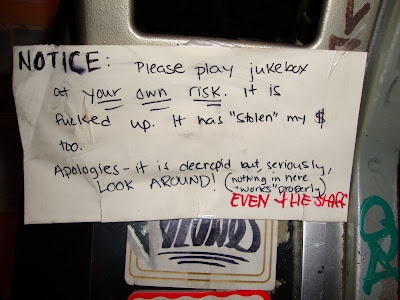 NOTICE: Please play jukebox
at your own risk. It is
fucked up. It has "stolen" my $
too.
Apologies - it is decrepid but, seriously,
LOOK AROUND! (nothing in here
"works" properly)
EVEN THE STAFF